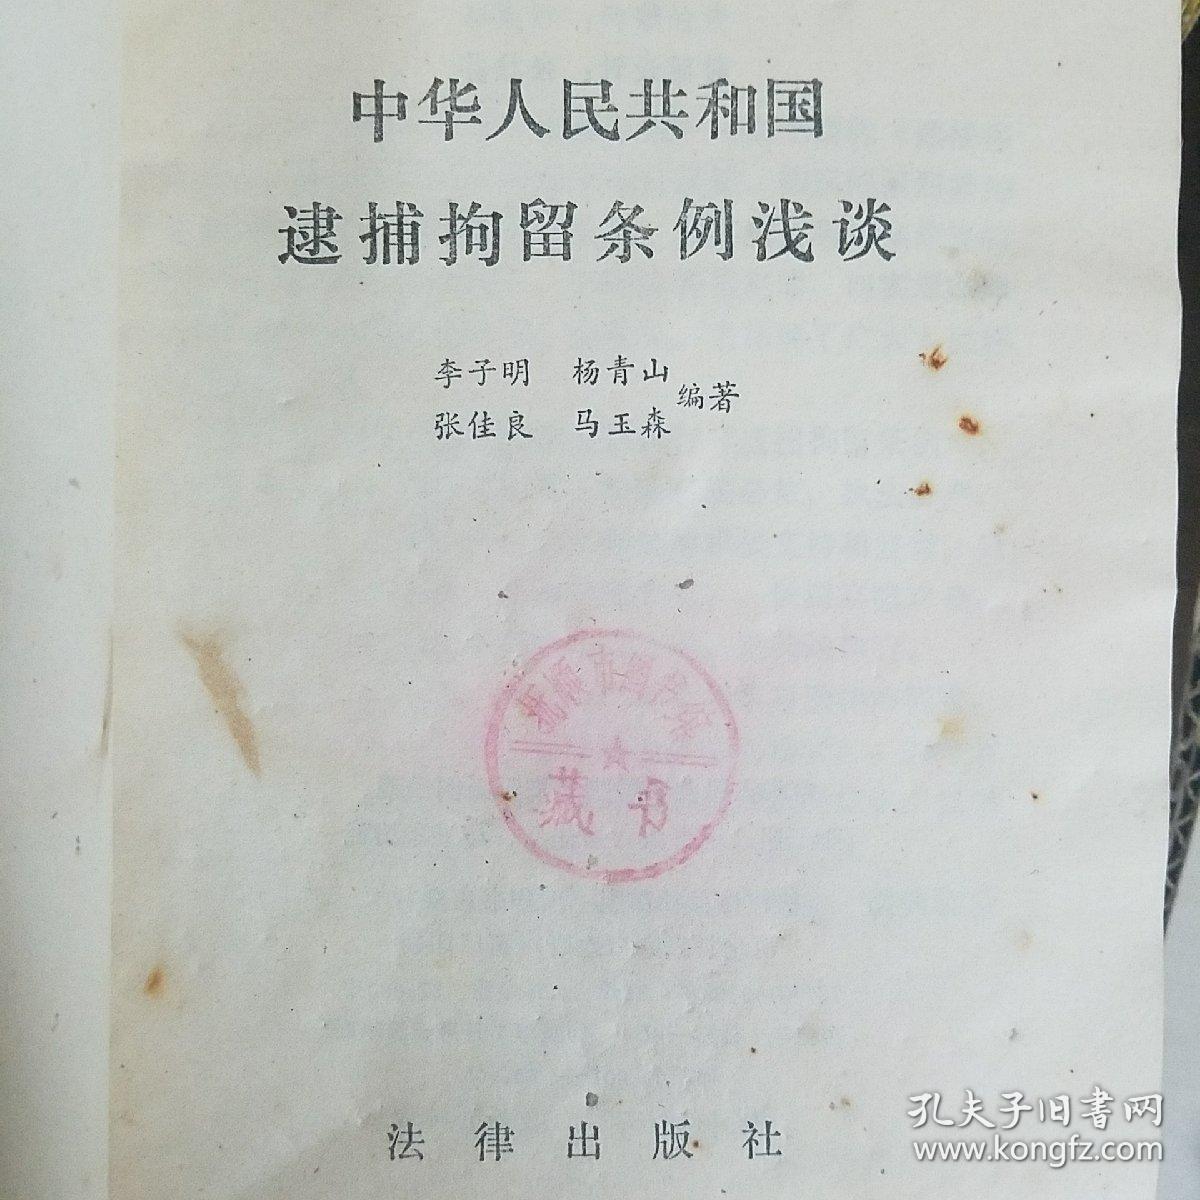 中华人民共和国
逮捕拘留条例浅谈
李子明 杨青山
张佳良 马玉森
编著
藏书
法律出版社
孔夫子旧书网
www.kongfz.com